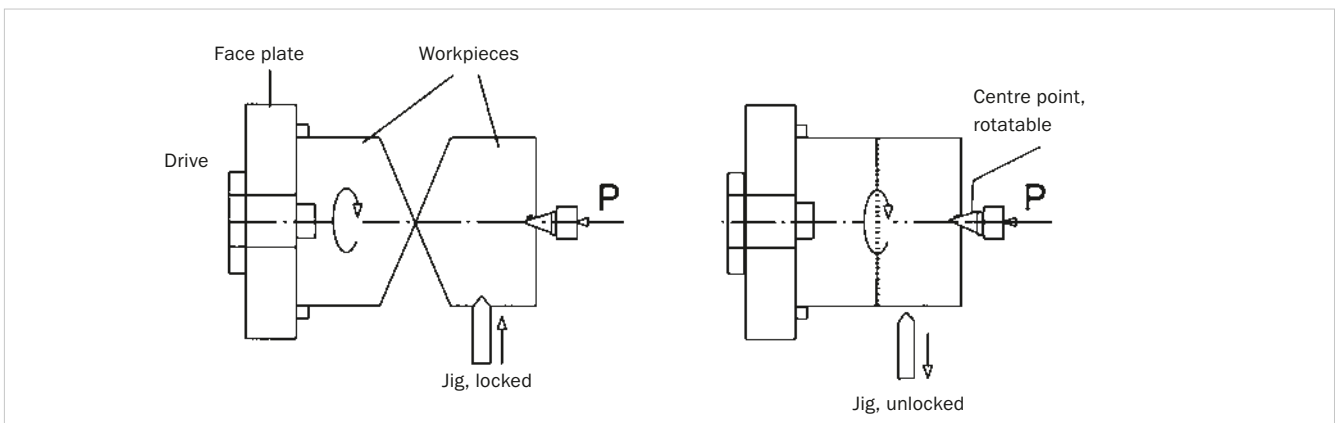 Face plate
Workpieces
Centre point,
rotatable
Drive
P
P
Jig, locked
Jig, unlocked